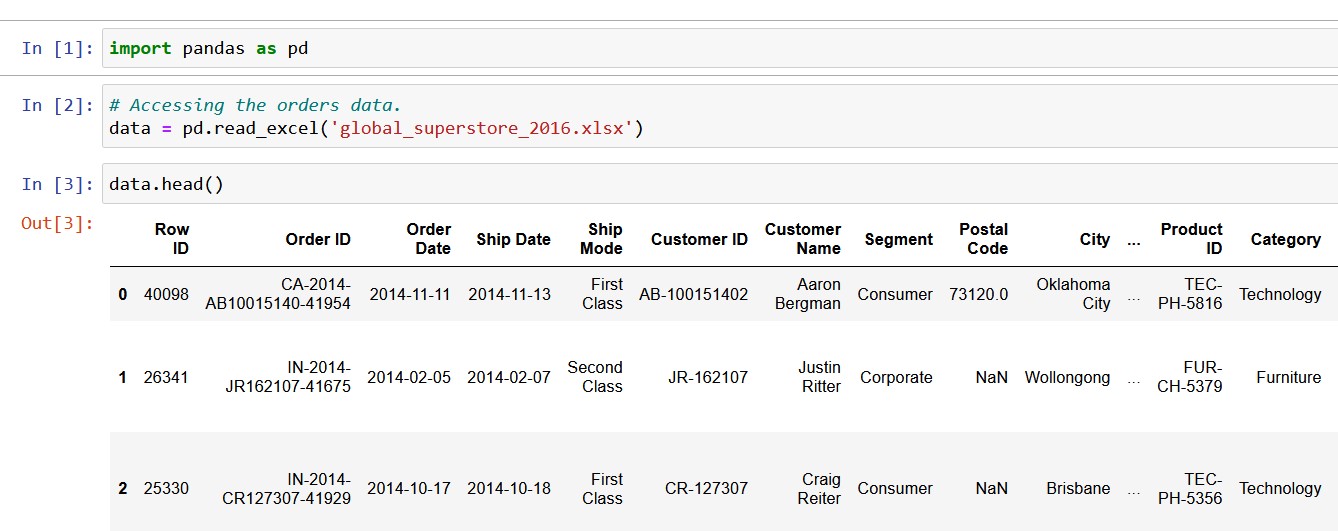 In [1]: import pandas as pd
In [2]: # Accessing the orders data.
data = pd.read_excel('global_superstore_2016.xlsx')
In [3]: data.head()
Out[3]:
Row ID Order ID Order Date Ship Date Ship Mode Customer ID Customer Name Segment Postal Code City ... Product ID Category
0 40098 CA-2014-AB10015140-41954 2014-11-11 2014-11-13 First Class AB-100151402 Aaron Bergman Consumer 73120.0 Oklahoma City ... TEC-PH-5816 Technology
1 26341 IN-2014-JR162107-41675 2014-02-05 2014-02-07 Second Class JR-162107 Justin Ritter Corporate NaN Wollongong ... FUR-CH-5379 Furniture
2 25330 IN-2014-CR127307-41929 2014-10-17 2014-10-18 First Class CR-127307 Craig Reiter Consumer NaN Brisbane ... TEC-PH-5356 Technology